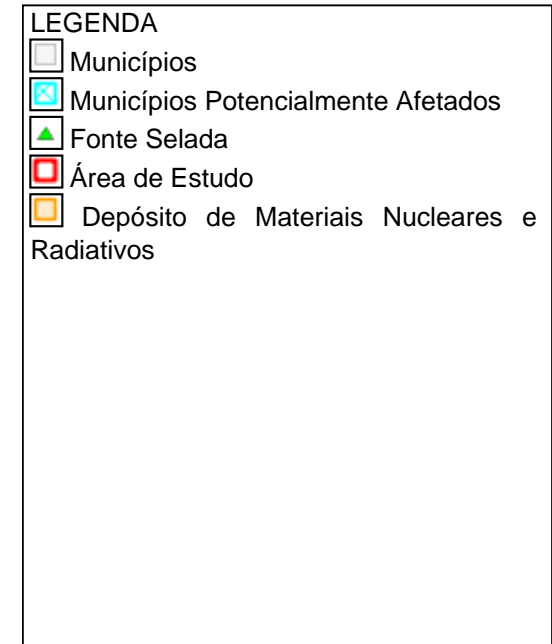 LEGENDA
Municípios
Municípios Potencialmente Afetados
Fonte Selada
Área de Estudo
Depósito de Materiais Nucleares e
Radiativos